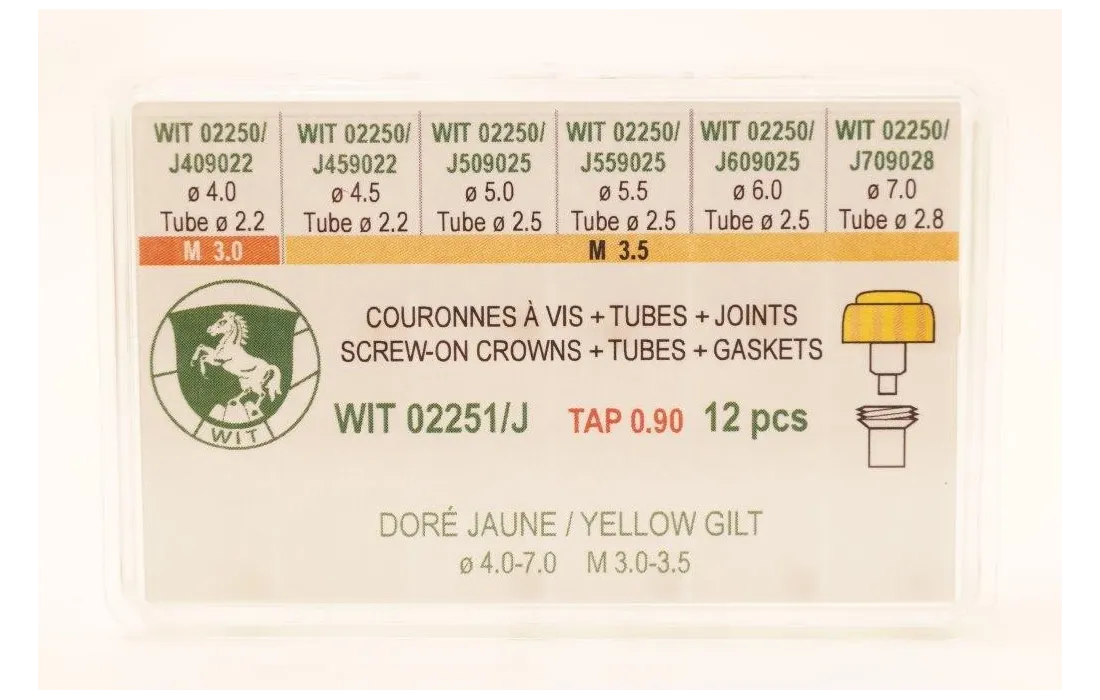 WIT 02250/ WIT 02250/ WIT 02250/ WIT 02250/ WIT 02250/ WIT 02250/
J409022 J459022 J509025 J559025 J609025 J709028
ø 4.0 ø 4.5 ø 5.0 ø 5.5 ø 6.0 ø 7.0
Tube ø 2.2 Tube ø 2.2 Tube ø 2.5 Tube ø 2.5 Tube ø 2.5 Tube ø 2.8
M 3.0 M 3.5
COURONNES À VIS + TUBES + JOINTS
SCREW-ON CROWNS + TUBES + GASKETS
WIT 02251/J TAP 0.90 12 pcs
WIT
DORÉ JAUNE / YELLOW GILT
ø 4.0-7.0 M 3.0-3.5